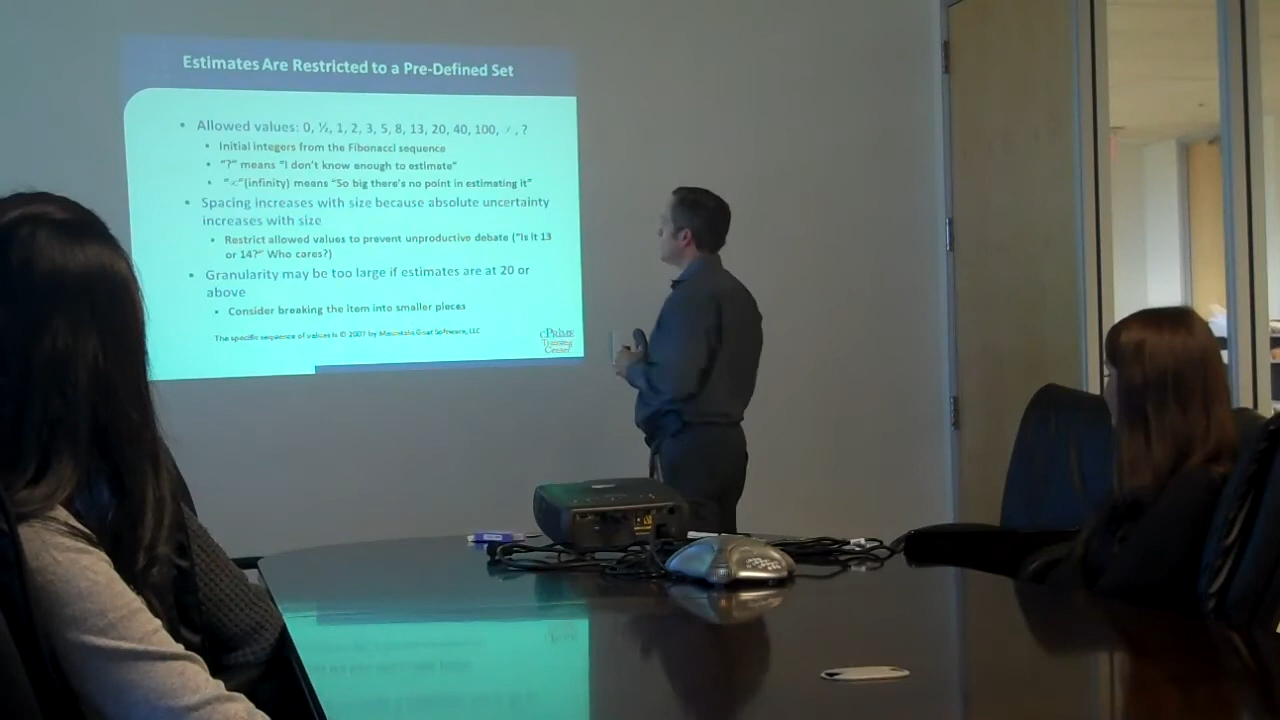 Estimates Are Restricted to a Pre-Defined Set
• Allowed values: 0, ½, 1, 2, 3, 5, 8, 13, 20, 40, 100, , ?
• Initial integers from the Fibonacci sequence
• "?" means "I don't know enough to estimate"
• "∝"(infinity) means "So big there's no point in estimating it"
• Spacing increases with size because absolute uncertainty
increases with size
• Restrict allowed values to prevent unproductive debate ("Is it 13
or 14?" Who cares?)
• Granularity may be too large if estimates are at 20 or
above
• Consider breaking the item into smaller pieces
The specific sequence of values is © 2007 by Mountain Goat Software, LLC
cPRIME
Training
Center